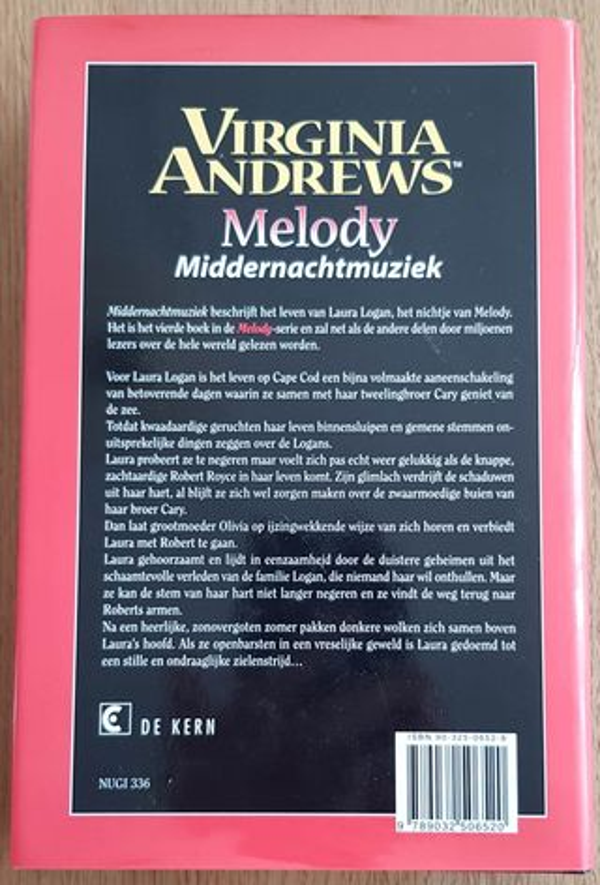 VIRGINIA
ANDREWS™
Melody
Middernachtmuziek
Middernachtmuziek beschrijft het leven van Laura Logan, het nichtje van Melody.
Het is het vierde boek in de Melody-serie en zal net als de andere delen door miljoenen
lezers over de hele wereld gelezen worden.
Voor Laura Logan is het leven op Cape Cod een bijna volmaakte aaneenschakeling
van betoverende dagen waarin ze samen met haar tweelingbroer Cary geniet van
de zee.
Totdat kwaadaardige geruchten haar leven binnensluipen en gemene stemmen on-
uitsprekelijke dingen zeggen over de Logans.
Laura probeert ze te negeren maar voelt zich pas echt weer gelukkig als de knappe,
zachtaardige Robert Royce in haar leven komt. Zijn glimlach verdrijft de schaduwen
uit haar hart, al blijft ze zich wel zorgen maken over de zwaarmoedige buien van
haar broer Cary.
Dan laat grootmoeder Olivia op ijzingwekkende wijze van zich horen en verbiedt
Laura met Robert te gaan.
Laura gehoorzaamt en lijdt in eenzaamheid door de duistere geheimen uit het
schaamtevolle verleden van de familie Logan, die niemand haar wil onthullen. Maar
ze kan de stem van haar hart niet langer negeren en ze vindt de weg terug naar
Roberts armen.
Na een heerlijke, zonovergoten zomer pakken donkere wolken zich samen boven
Laura's hoofd. Als ze openbarsten in een vreselijke geweld is Laura gedoemd tot
een stille en ondraaglijke zielenstrijd...
DE KERN
ISBN 90-325-0652-8
NUGI 336
9 789032 506520